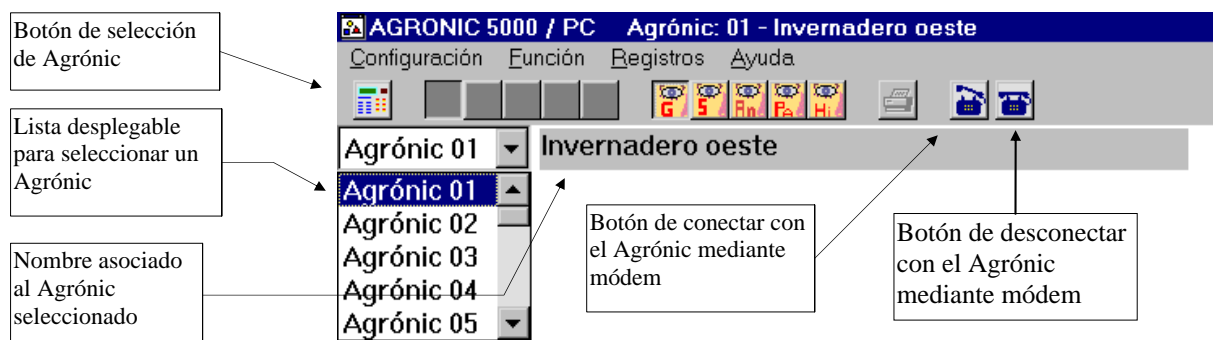 Botón de selección
de Agrónic
AGRONIC 5000 / PC Agrónic: 01 - Invernadero oeste
Configuración Función Registros Ayuda
G S An. Pa. Hi.
Lista desplegable
para seleccionar un
Agrónic
Agrónic 01 Invernadero oeste
Agrónic 01
Agrónic 02
Agrónic 03
Agrónic 04
Agrónic 05
Nombre asociado
al Agrónic
seleccionado
Botón de conectar con
el Agrónic mediante
módem
Botón de desconectar
con el Agrónic
mediante módem